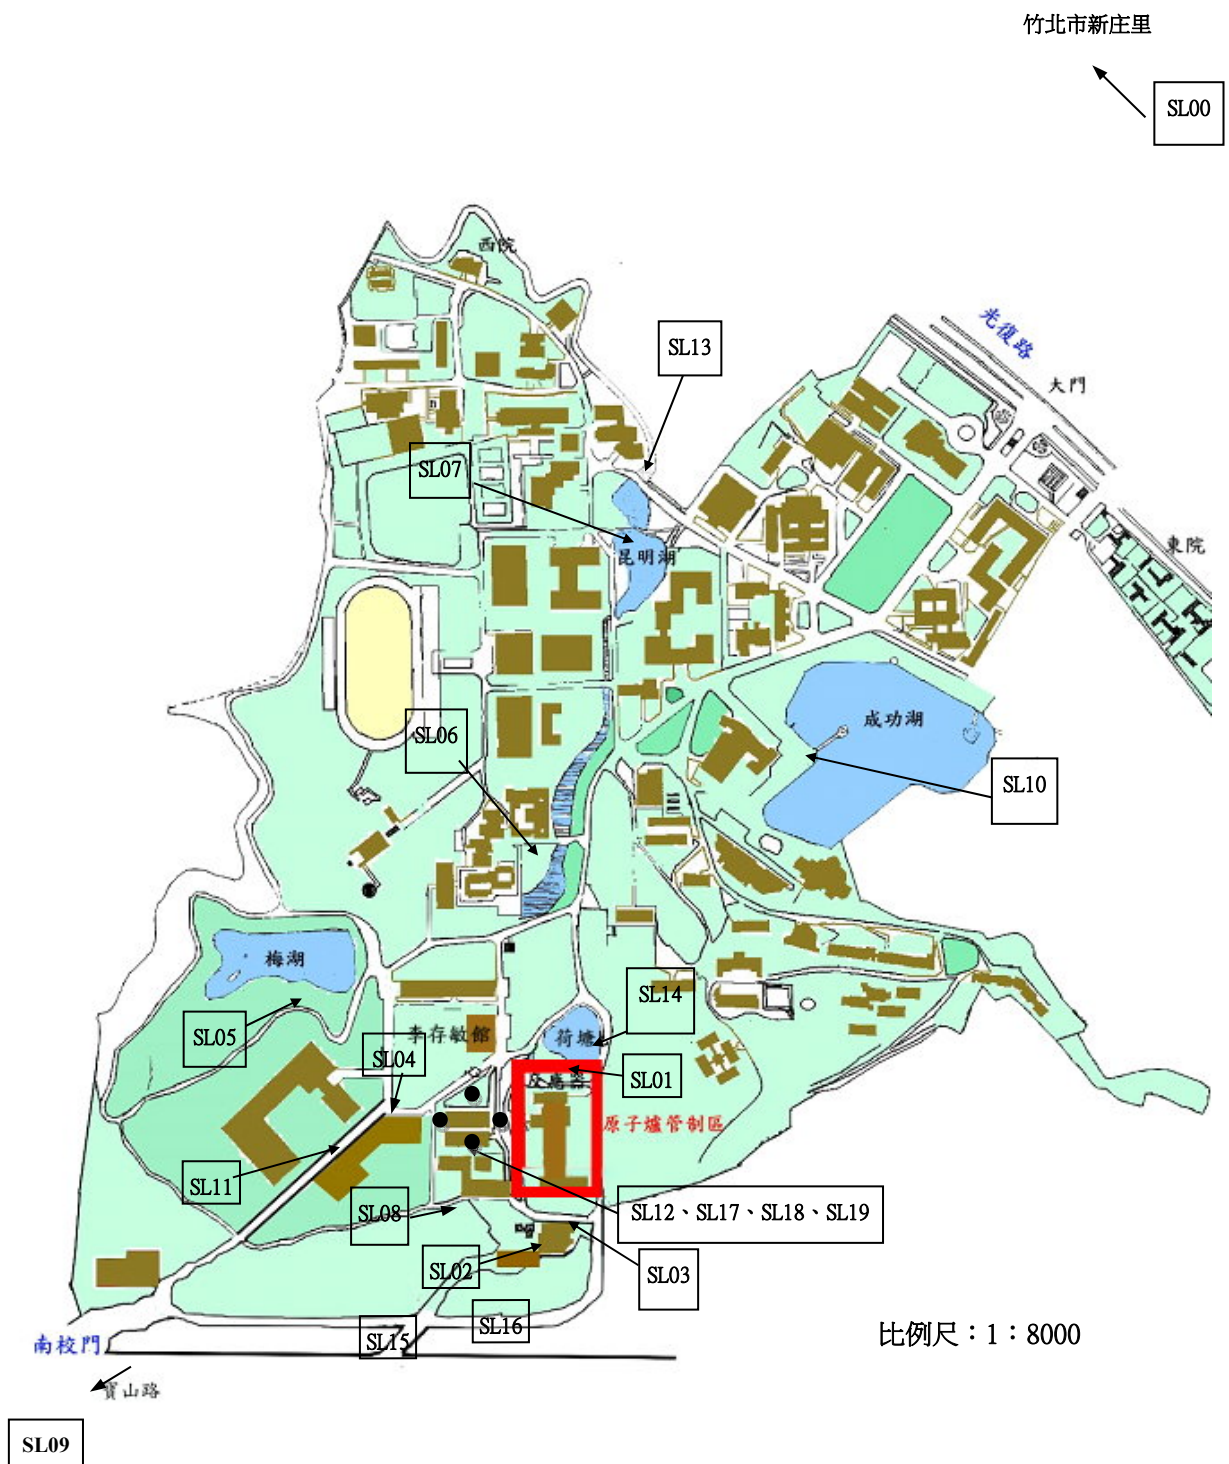 竹北市新庄里
SL00
西院
光復路
SL13
大門
SL07
東院
昆明湖
成功湖
SL06
SL10
梅湖
SL14
SL05
李存敏館
荷塘
SL04
SL01
反應器
原子爐管制區
SL11
SL08
SL12、SL17、SL18、SL19
SL02
SL03
SL16
SL15
比例尺：1：8000
南校門
寶山路
SL09